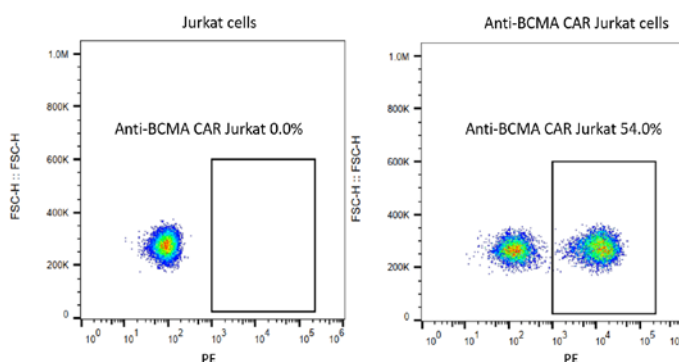 Jurkat cells
Anti-BCMA CAR Jurkat cells
1.0M
800K
Anti-BCMA CAR Jurkat 0.0%
600K
400K
200K
0
FSC-H :: FSC-H
10^0 10^1 10^2 10^3 10^4 10^5 10^6
PE
1.0M
800K
Anti-BCMA CAR Jurkat 54.0%
600K
400K
200K
0
FSC-H :: FSC-H
10^0 10^1 10^2 10^3 10^4 10^5
PE